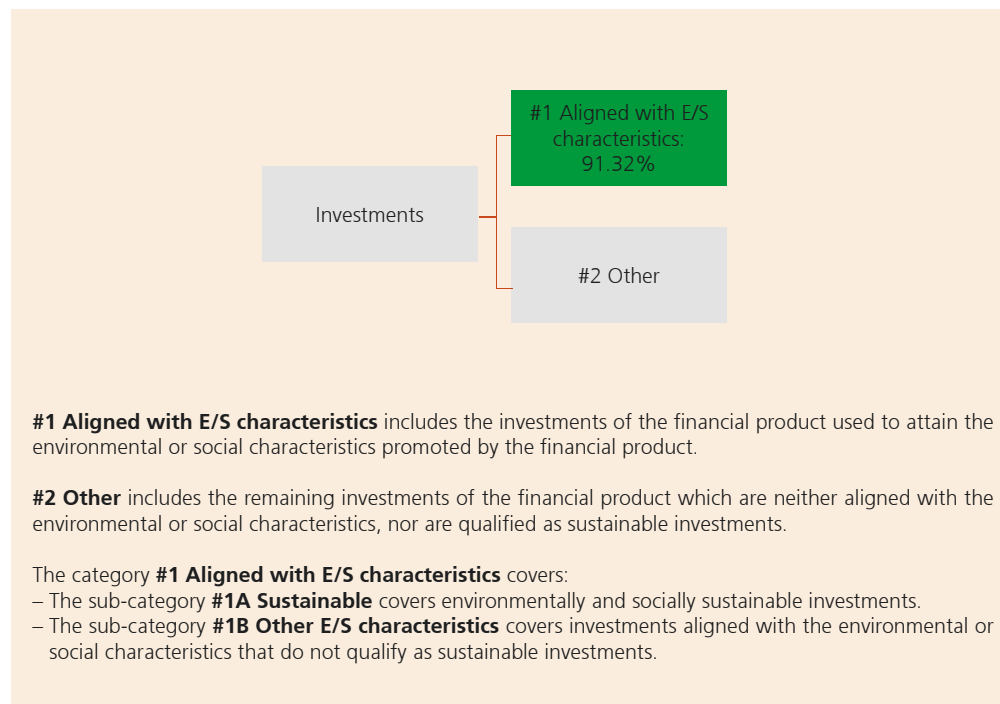 #1 Aligned with E/S
characteristics:
91.32%
Investments
#2 Other
#1 Aligned with E/S characteristics includes the investments of the financial product used to attain the
environmental or social characteristics promoted by the financial product.
#2 Other includes the remaining investments of the financial product which are neither aligned with the
environmental or social characteristics, nor are qualified as sustainable investments.
The category #1 Aligned with E/S characteristics covers:
– The sub-category #1A Sustainable covers environmentally and socially sustainable investments.
– The sub-category #1B Other E/S characteristics covers investments aligned with the environmental or
social characteristics that do not qualify as sustainable investments.